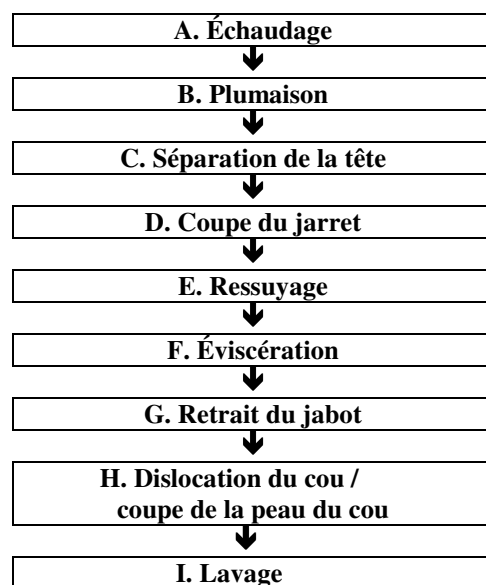 A. Échaudage
B. Plumaison
C. Séparation de la tête
D. Coupe du jarret
E. Ressuyage
F. Éviscération
G. Retrait du jabot
H. Dislocation du cou /
coupe de la peau du cou
I. Lavage